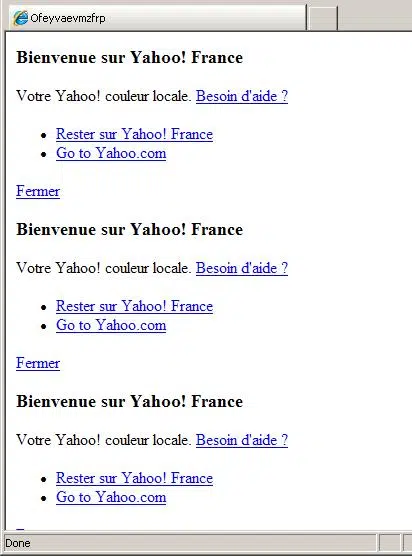 Ofeyvaevmzfrp
Bienvenue sur Yahoo! France
Votre Yahoo! couleur locale. Besoin d'aide ?
Rester sur Yahoo! France
Go to Yahoo.com
Fermer
Bienvenue sur Yahoo! France
Votre Yahoo! couleur locale. Besoin d'aide ?
Rester sur Yahoo! France
Go to Yahoo.com
Fermer
Bienvenue sur Yahoo! France
Votre Yahoo! couleur locale. Besoin d'aide ?
Rester sur Yahoo! France
Go to Yahoo.com
Done